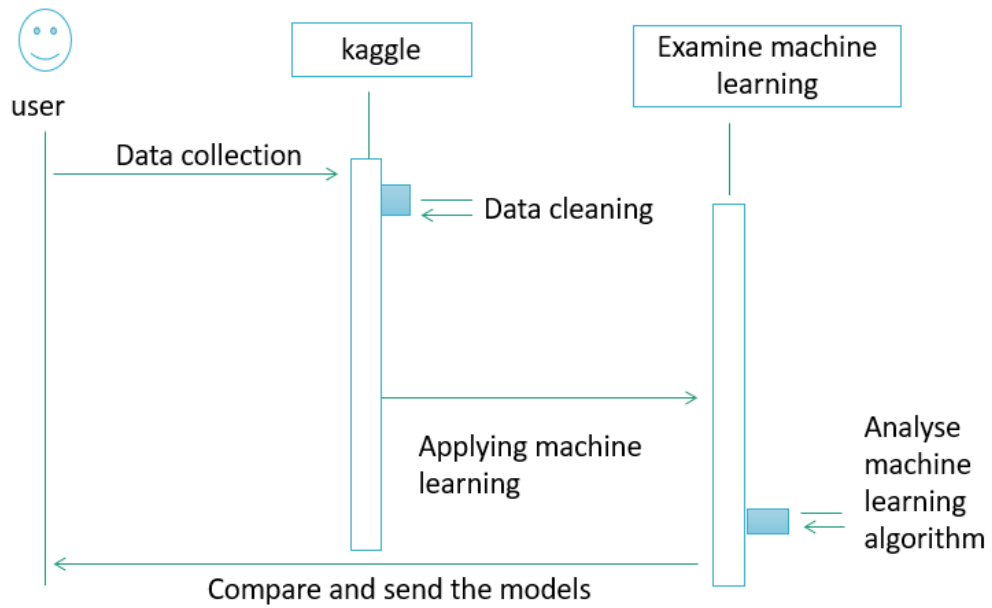 kaggle
Examine machine
learning
user
Data collection
Data cleaning
Applying machine
learning
Analyse
machine
learning
algorithm
Compare and send the models